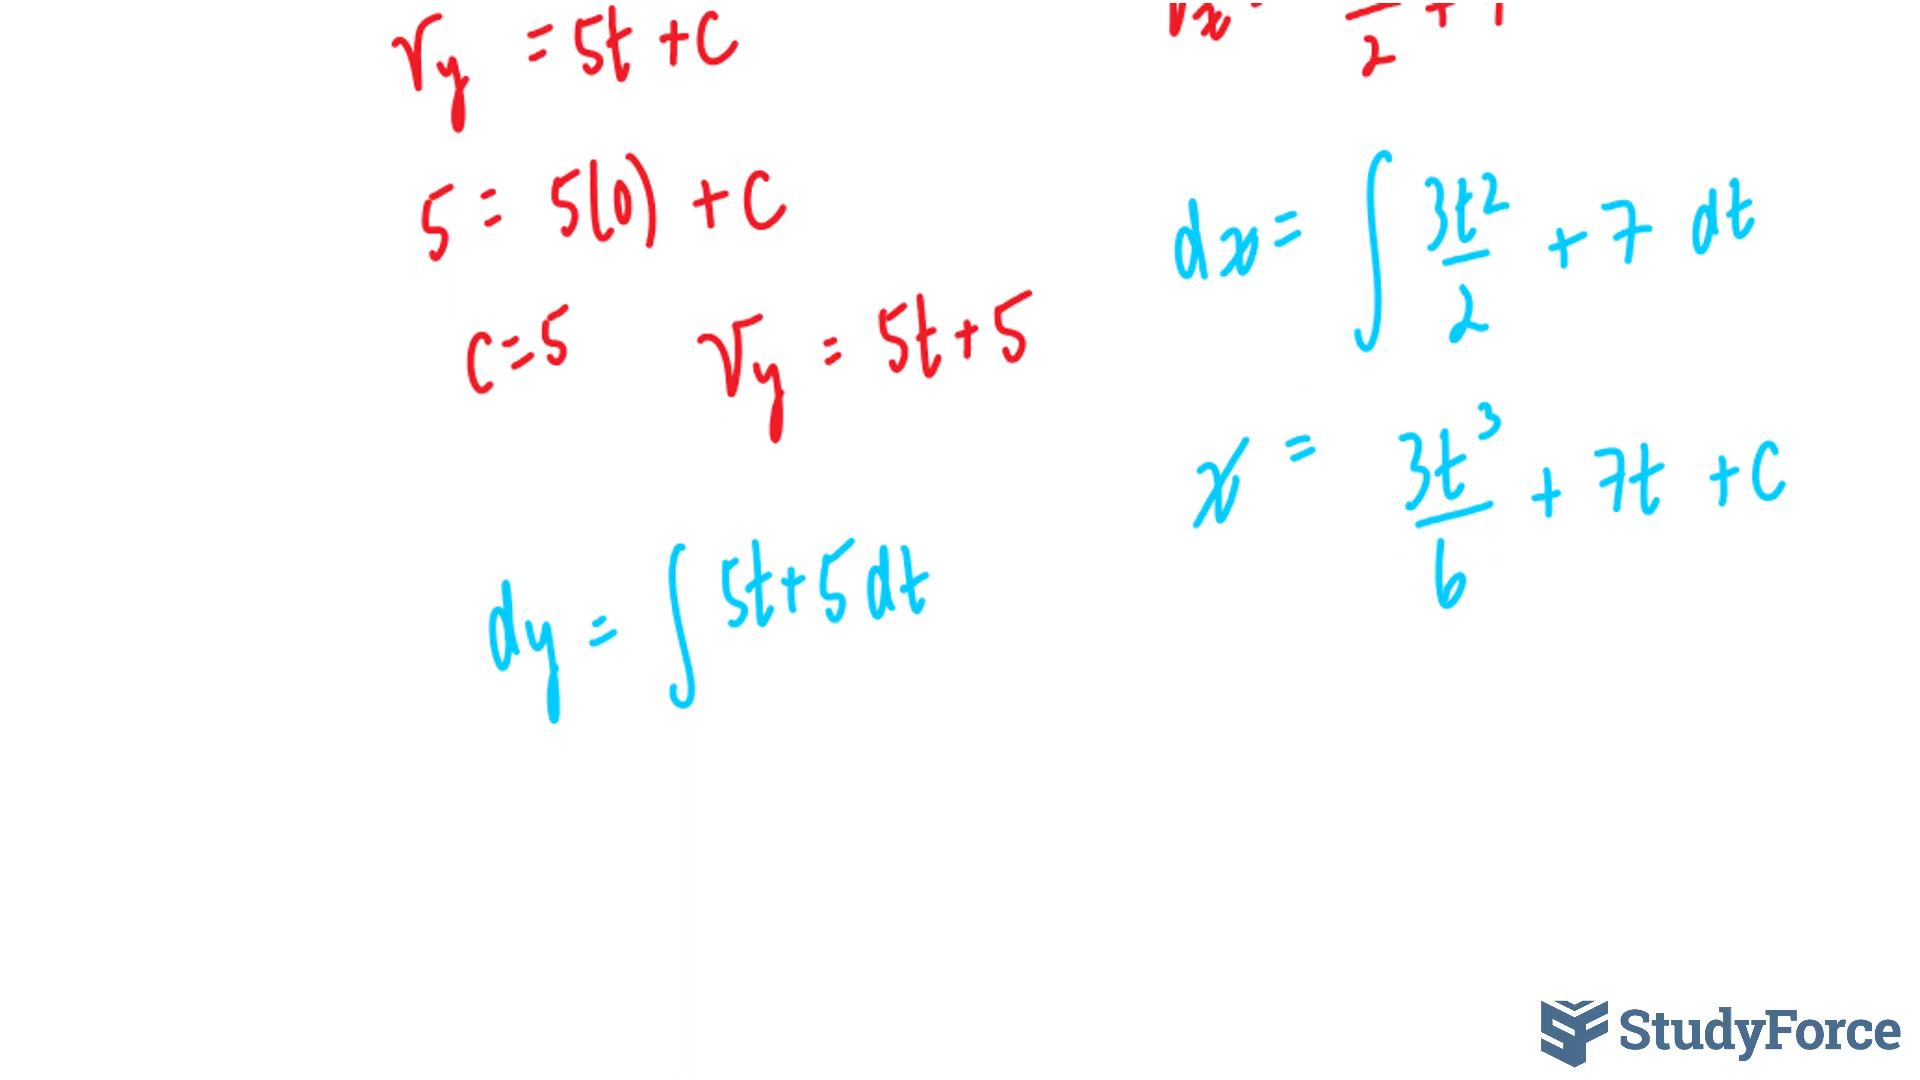 Vy = 5t + C
5 = 5(0) + C
C = 5
Vy = 5t + 5
dy = ∫ 5t + 5 dt
2
dx = ∫ 3t²/2 + 7 dt
x = 3t³/6 + 7t + C
StudyForce